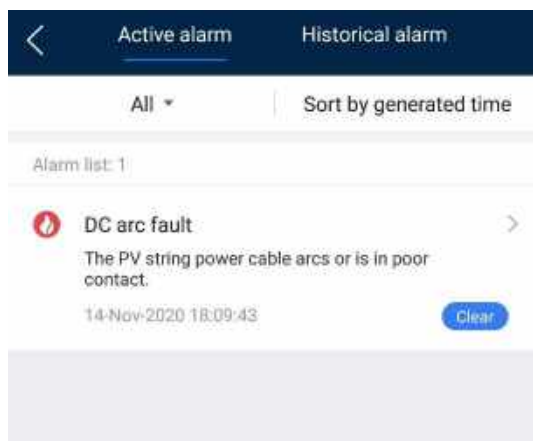 Active alarm Historical alarm
All Sort by generated time
Alarm list: 1
DC arc fault
The PV string power cable arcs or is in poor
contact.
14-Nov-2020 18:09:43 Clear